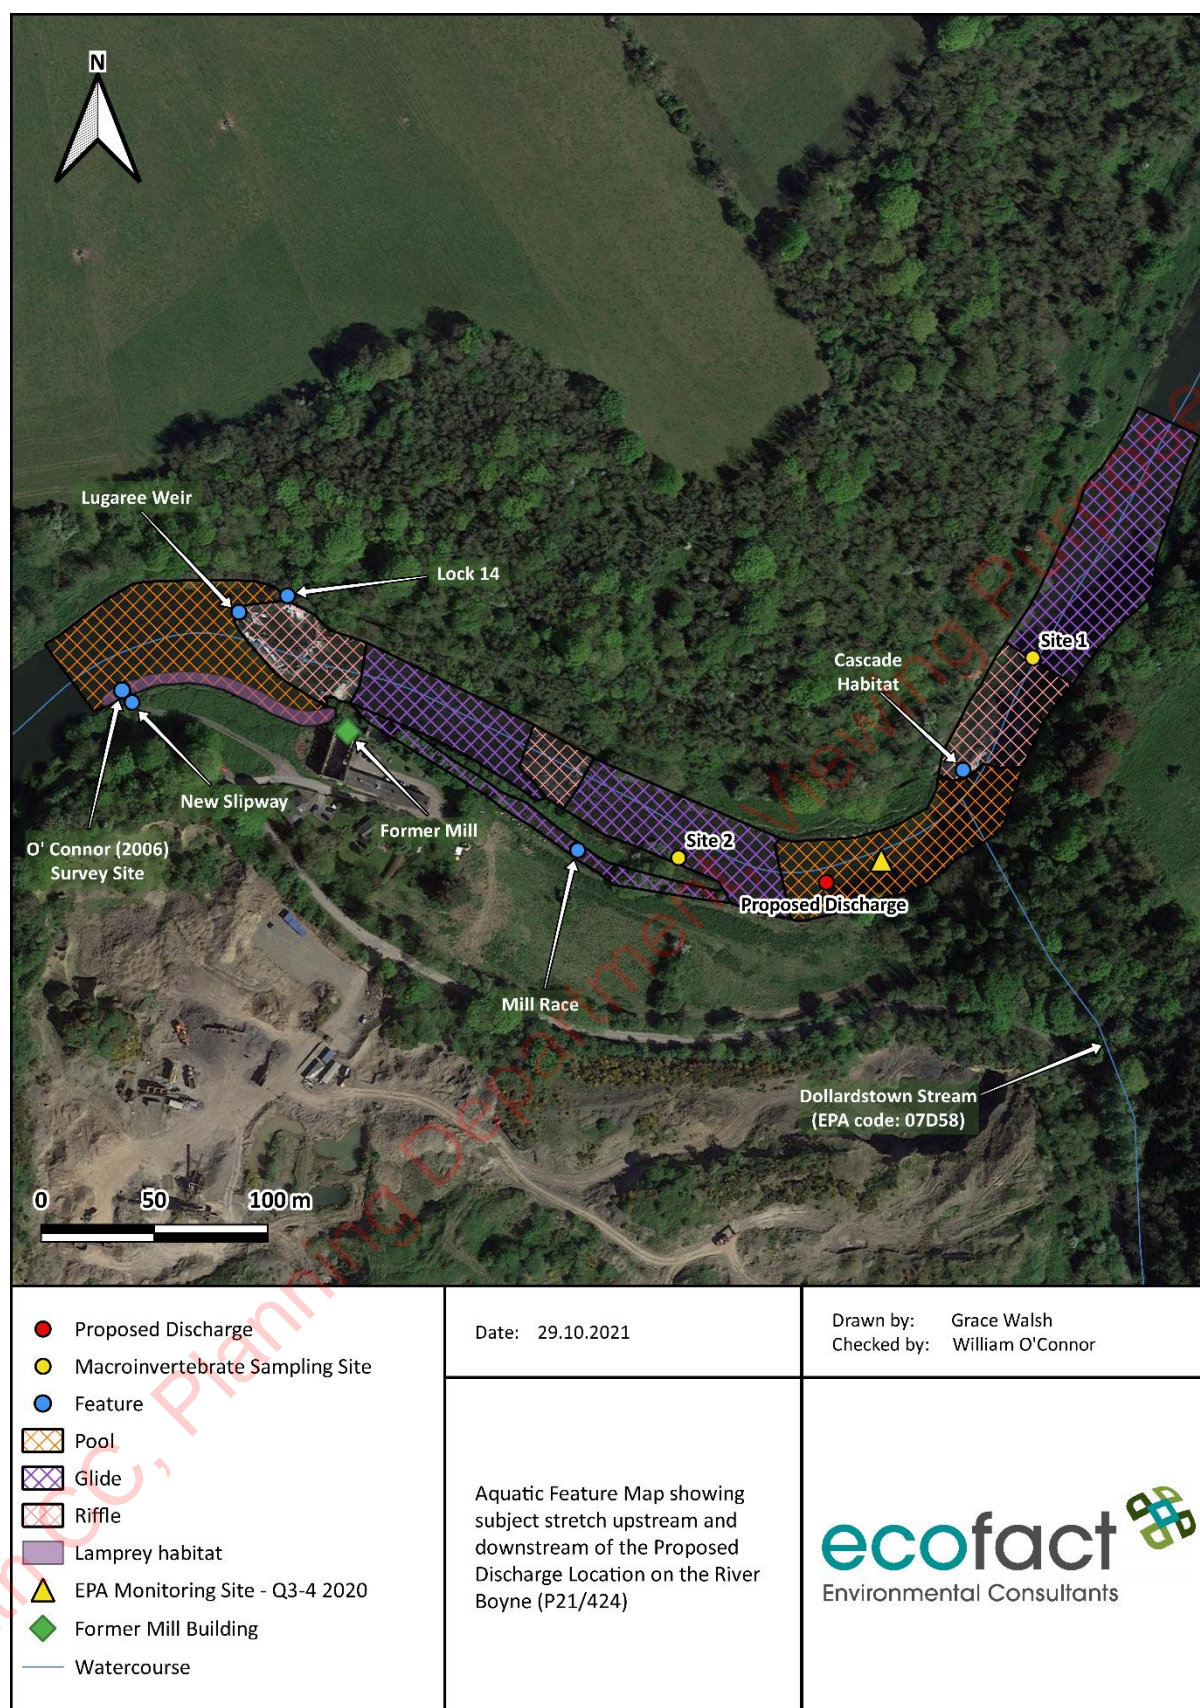 N
Lugaree Weir
Lock 14
Site 1
Cascade
Habitat
New Slipway
Former Mill
Site 2
O' Connor (2006)
Survey Site
Proposed Discharge
Mill Race
Dollardstown Stream
(EPA code: 07D58)
0 50 100 m
Proposed Discharge
Macroinvertebrate Sampling Site
Feature
Pool
Glide
Riffle
Lamprey habitat
EPA Monitoring Site - Q3-4 2020
Former Mill Building
Watercourse
Date: 29.10.2021
Aquatic Feature Map showing
subject stretch upstream and
downstream of the Proposed
Discharge Location on the River
Boyne (P21/424)
Drawn by: Grace Walsh
Checked by: William O'Connor
ecofact
Environmental Consultants
CC, Planning Department Viewing